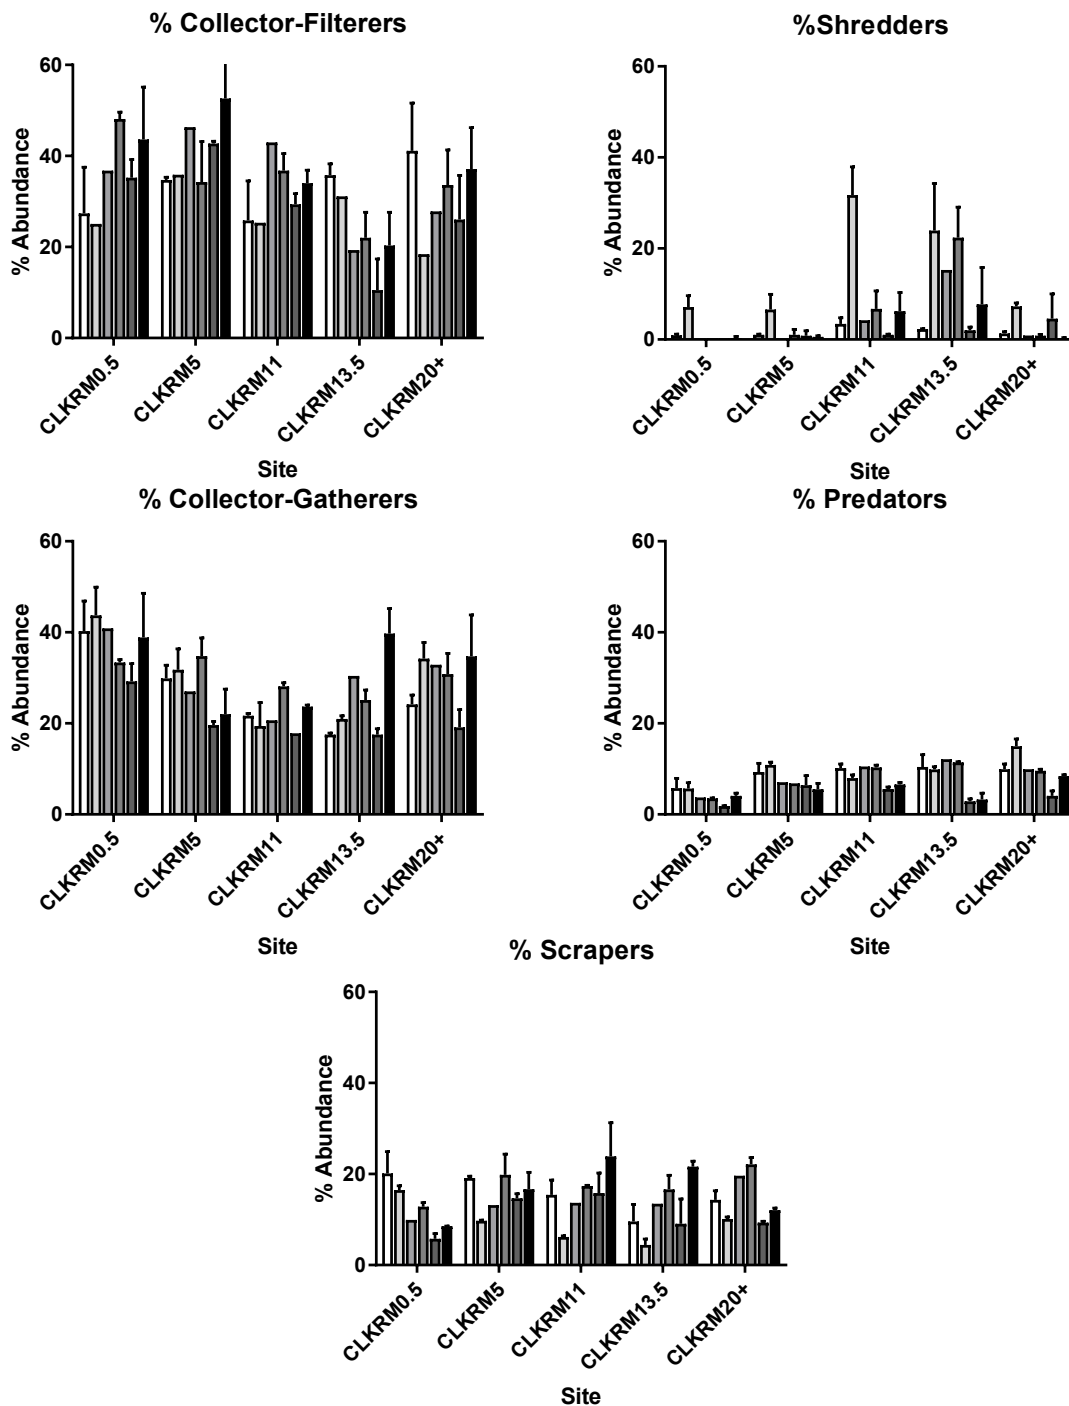 % Collector-Filterers
60
40
20
0
% Abundance
CLKRM0.5
CLKRM5
CLKRM11
CLKRM13.5
CLKRM20+
Site
%Shredders
60
40
20
0
% Abundance
CLKRM0.5
CLKRM5
CLKRM11
CLKRM13.5
CLKRM20+
Site
% Collector-Gatherers
60
40
20
0
% Abundance
CLKRM0.5
CLKRM5
CLKRM11
CLKRM13.5
CLKRM20+
Site
% Predators
60
40
20
0
% Abundance
CLKRM0.5
CLKRM5
CLKRM11
CLKRM13.5
CLKRM20+
Site
% Scrapers
60
40
20
0
% Abundance
CLKRM0.5
CLKRM5
CLKRM11
CLKRM13.5
CLKRM20+
Site